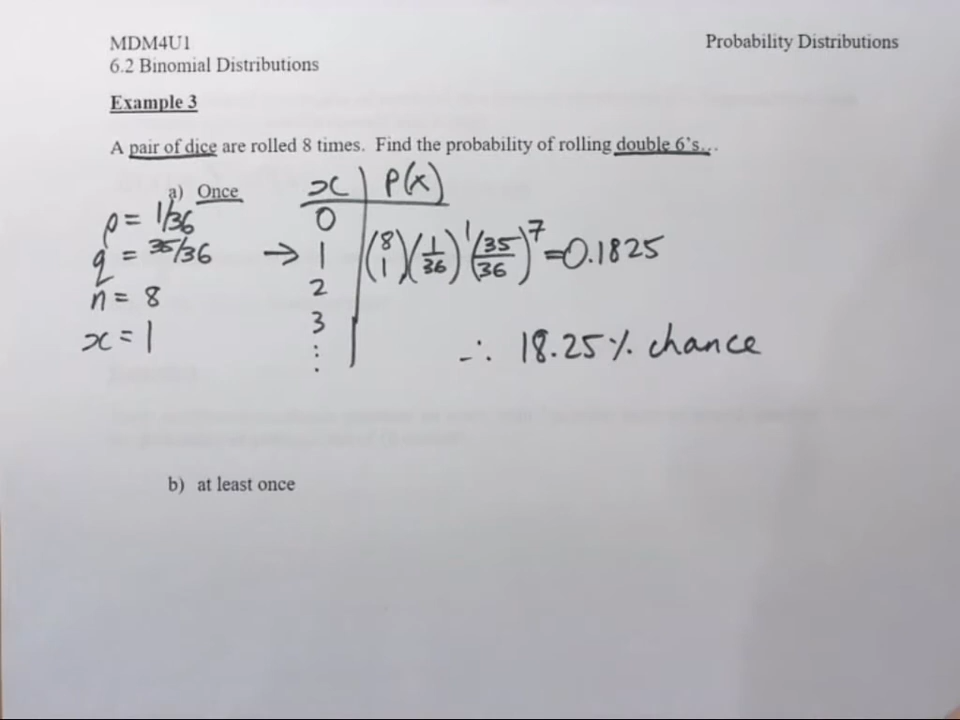 MDM4U1 Probability Distributions
6.2 Binomial Distributions
Example 3
A pair of dice are rolled 8 times. Find the probability of rolling double 6's...
a) Once
x | P(x)
p = 1/36
0
q = 35/36
→ 1 | (8 1)(1/36)^1(35/36)^7 = 0.1825
n = 8
2
x = 1
3
⋮
∴ 18.25% chance
b) at least once